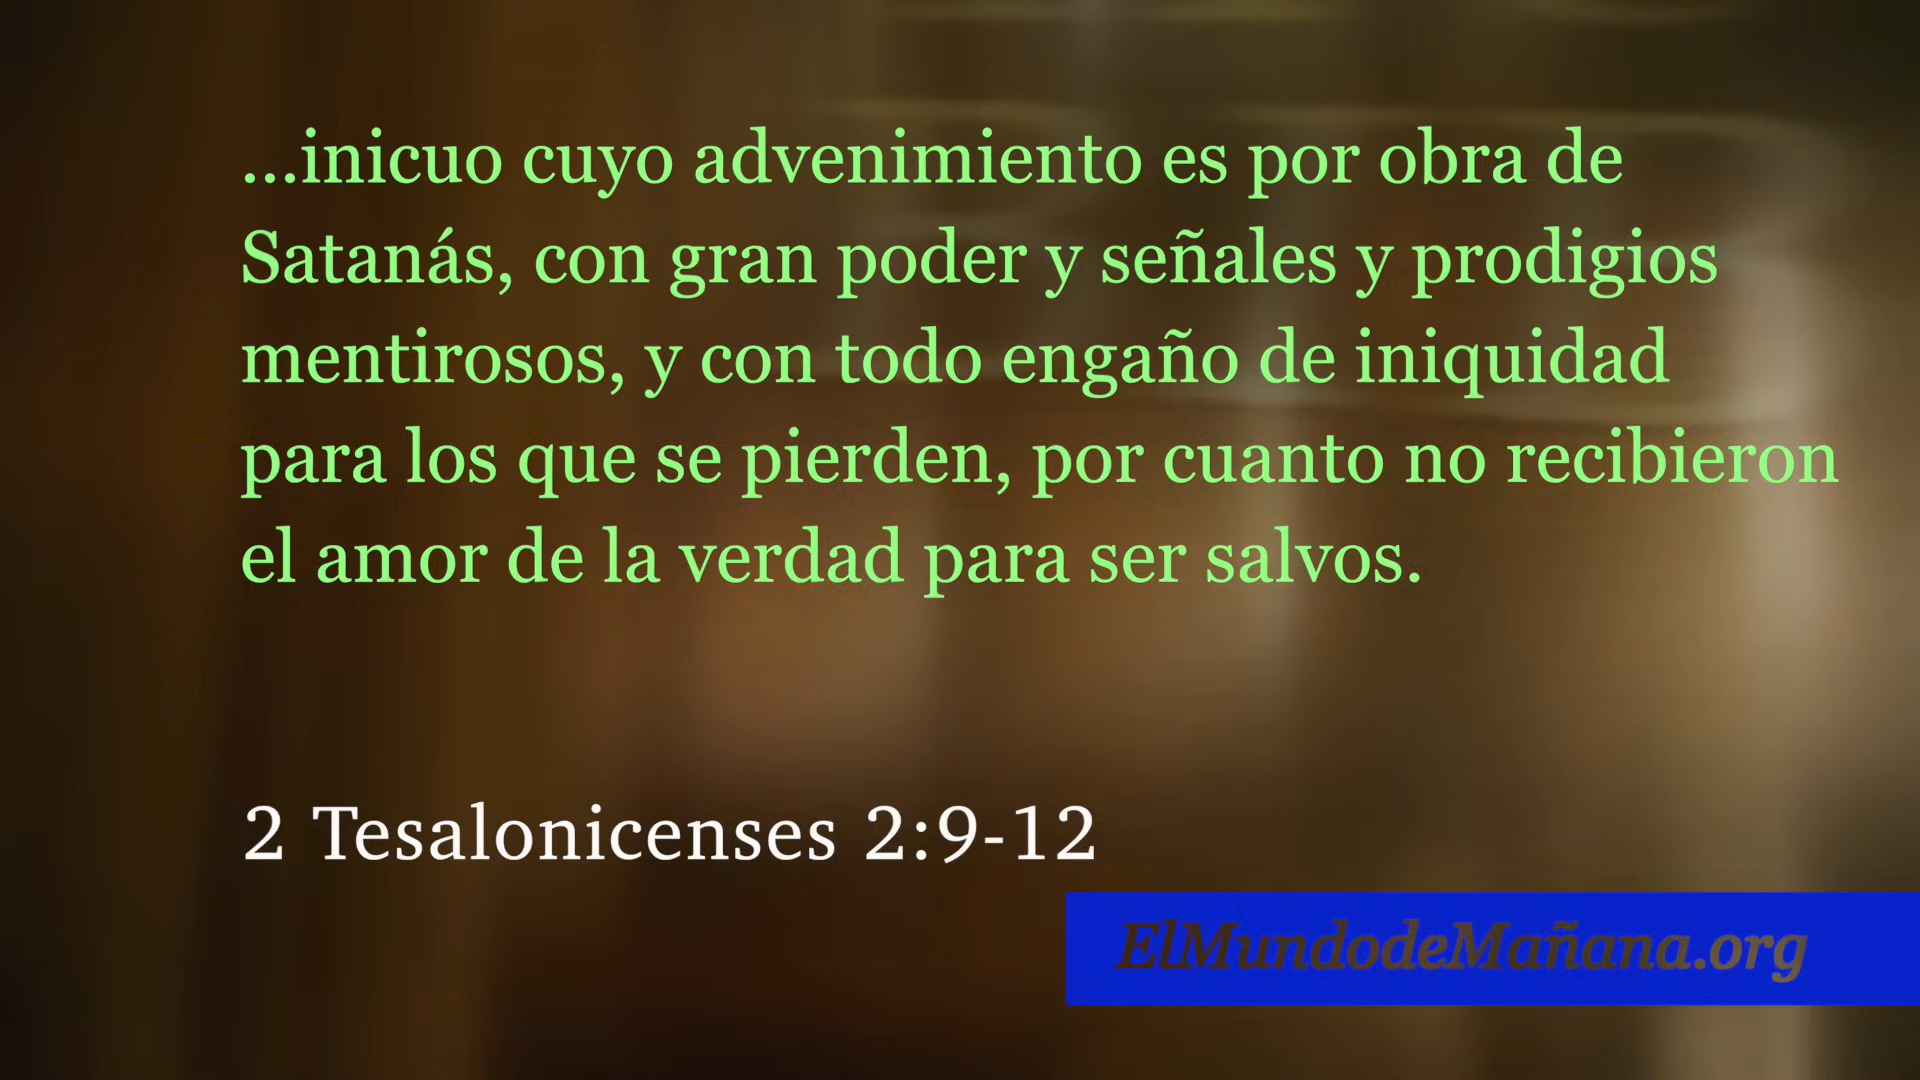 ...inicuo cuyo advenimiento es por obra de
Satanás, con gran poder y señales y prodigios
mentirosos, y con todo engaño de iniquidad
para los que se pierden, por cuanto no recibieron
el amor de la verdad para ser salvos.
2 Tesalonicenses 2:9-12
ElMundodeMañana.org